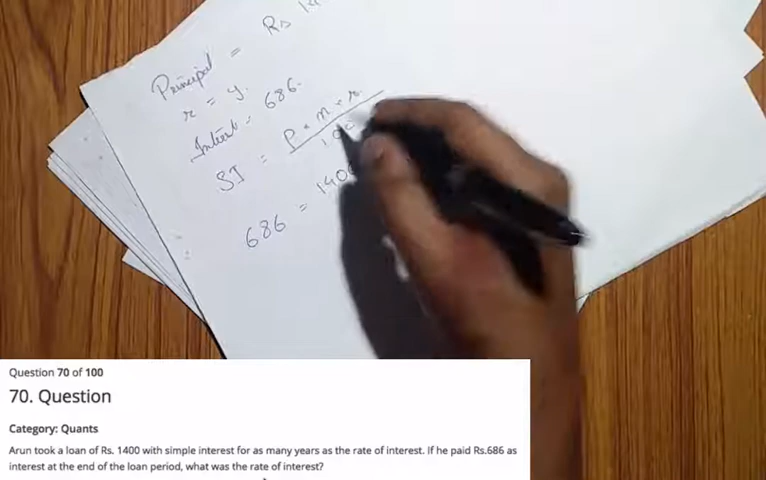 Principal = Rs
r = y.
Interest = 686.
SI = P × n × r
100
686 = 140
Question 70 of 100
70. Question
Category: Quants
Arun took a loan of Rs. 1400 with simple interest for as many years as the rate of interest. If he paid Rs.686 as
interest at the end of the loan period, what was the rate of interest?